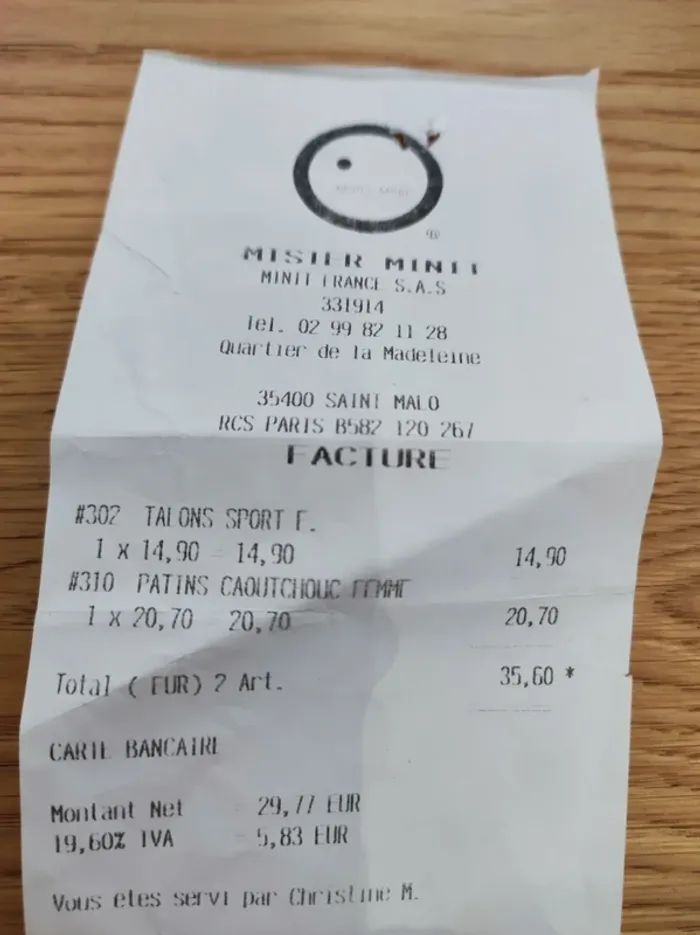 MISTER MINIT
MINIT FRANCE S.A.S
331914
Tel. 02 99 82 11 28
Quartier de la Madeleine
35400 SAINT MALO
RCS PARIS B582 120 267
FACTURE
#302 TALONS SPORT F.
1 x 14,90 14,90 14,90
#310 PATINS CAOUTCHOUC FEMME
1 x 20,70 20,70 20,70
Total ( EUR) 2 Art. 35,60 *
CARTE BANCAIRE
Montant Net 29,77 EUR
19,60% TVA 5,83 EUR
Vous etes servi par Christine M.